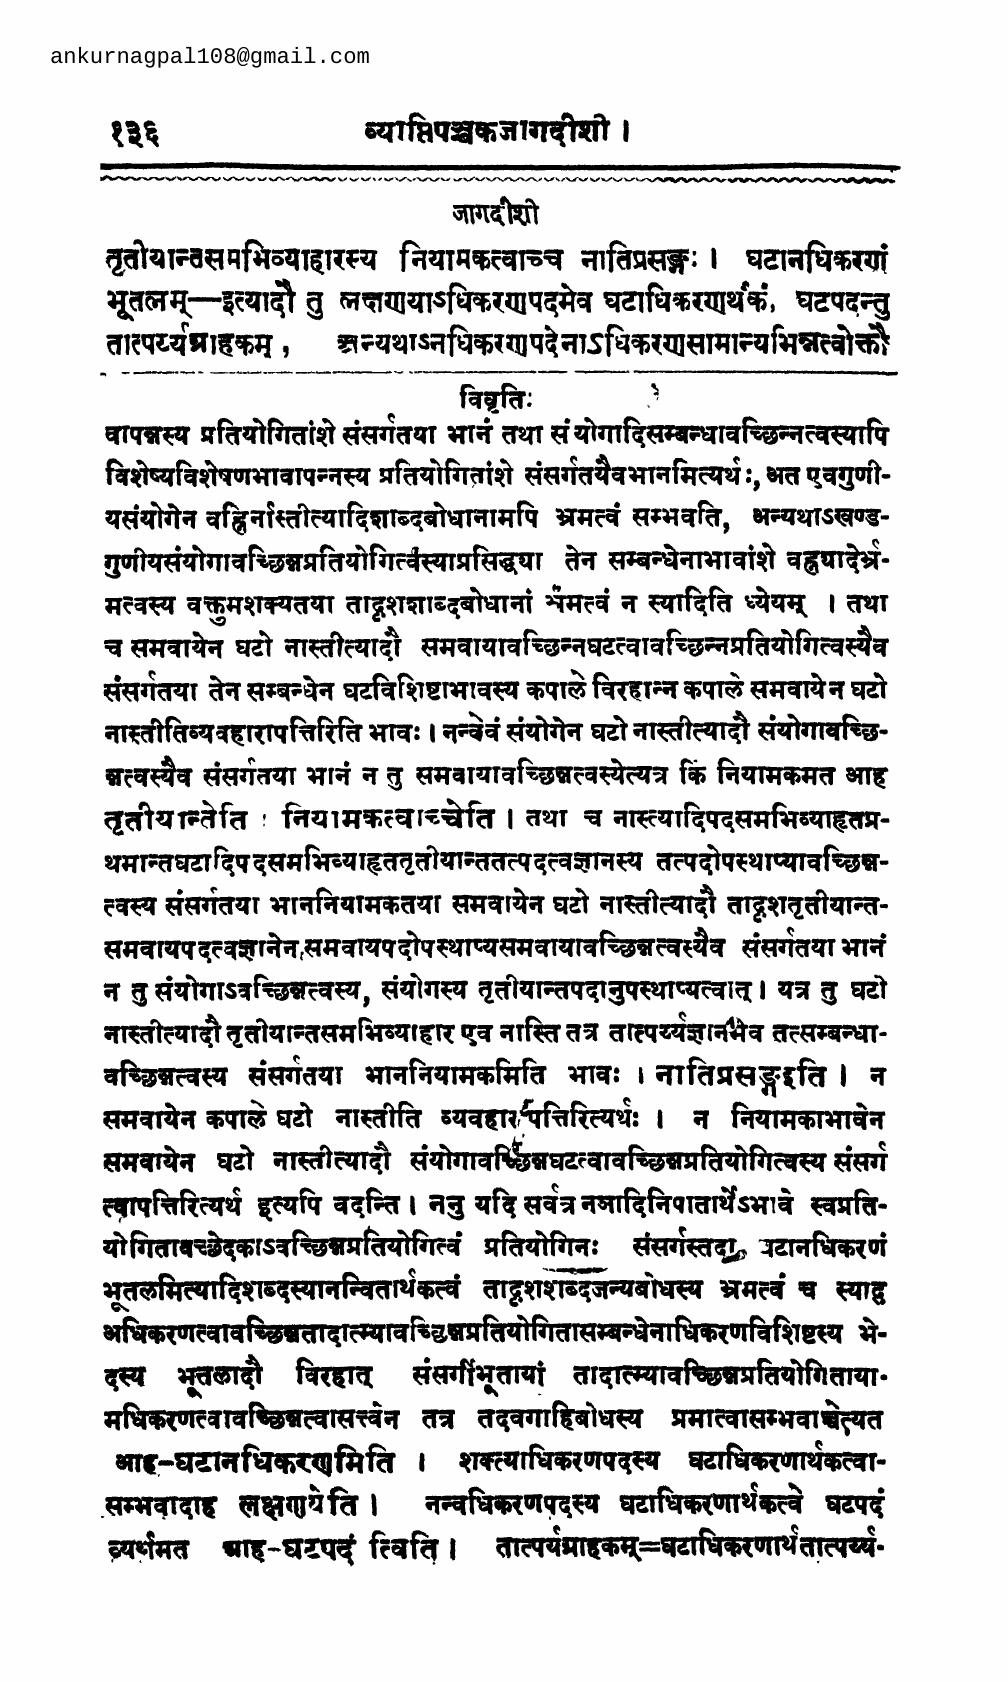 ankurnagpal108@gmail.com
१३६ व्याप्तिपञ्चकजागदीशी ।
जागदीशी
तृतीयान्तसमभिव्याहारस्य नियामकत्वाच्च नातिप्रसङ्गः । घटानधिकरणं
भूतलम्—इत्यादौ तु लक्षणयाऽधिकरणपदमेव घटाधिकरणर्थकं, घटपदन्तु
तात्पर्य्यग्राहकम् , अन्यथाऽनधिकरणपदेनाऽधिकरणसामान्यभिन्नत्वोक्तौ
विवृतिः
वापन्नस्य प्रतियोगितांशे संसर्गतया भानं तथा संयोगादिसम्बन्धावच्छिन्नत्वस्यापि
विशेष्यविशेषणभावापन्नस्य प्रतियोगितांशे संसर्गतयैवभानमित्यर्थः, अत एवगुणी-
यसंयोगेन वह्निर्नास्तीत्यादिशाब्दबोधानामपि भ्रमत्वं सम्भवति, अन्यथाऽखण्ड-
गुणीयसंयोगावच्छिन्नप्रतियोगित्वस्याप्रसिद्धया तेन सम्बन्धेनाभावांशे वह्नयादेर्भ्र-
मत्वस्य वक्तुमशक्यतया तादृशशाब्दबोधानां भ्रमत्वं न स्यादिति ध्येयम् । तथा
च समवायेन घटो नास्तीत्यादौ समवायावच्छिन्नघटत्वावच्छिन्नप्रतियोगित्वस्यैव
संसर्गतया तेन सम्बन्धेन घटविशिष्टाभावस्य कपाले विरहान्न कपाले समवायेन घटो
नास्तीतिव्यवहारापत्तिरिति भावः । नन्वेवं संयोगेन घटो नास्तीत्यादौ संयोगावच्छि-
न्नत्वस्यैव संसर्गतया भानं न तु समवायावच्छिन्नत्वस्येत्यत्र किं नियामकमत आह
तृतीयान्तेति : नियामकत्वाच्चेति । तथा च नास्त्यादिपदसमभिव्याहृतप्र-
थमान्तघटादिपदसमभिव्याहृततृतीयान्ततत्पदत्वज्ञानस्य तत्पदोपस्थाप्यावच्छिन्न-
त्वस्य संसर्गतया भाननियामकतया समवायेन घटो नास्तीत्यादौ तादृशतृतीयान्त-
समवायपदत्वज्ञानेन समवायपदोपस्थाप्यसमवायावच्छिन्नत्वस्यैव संसर्गतया भानं
न तु संयोगाऽवच्छिन्नत्वस्य, संयोगस्य तृतीयान्तपदानुपस्थाप्यत्वात् । यत्र तु घटो
नास्तीत्यादौ तृतीयान्तसमभिव्याहार एव नास्ति तत्र तात्पर्य्यज्ञानमेव तत्सम्बन्धा-
वच्छिन्नत्वस्य संसर्गतया भाननियामकमिति भावः । नातिप्रसङ्गइति । न
समवायेन कपाले घटो नास्तीति व्यवहारापत्तिरित्यर्थः । न नियामकाभावेन
समवायेन घटो नास्तीत्यादौ संयोगावच्छिन्नघटत्वावच्छिन्नप्रतियोगित्वस्य संसर्ग
त्वापत्तिरित्यर्थ इत्यपि वदन्ति । ननु यदि सर्वत्र नञादिनिपातार्थेऽभावे स्वप्रति-
योगितावच्छेदकाऽवच्छिन्नप्रतियोगित्वं प्रतियोगिनः संसर्गस्तदा घटानधिकरणं
भूतलमित्यादिशब्दस्यानन्वितार्थकत्वं तादृशशब्दजन्यबोधस्य भ्रमत्वं च स्याद्
अधिकरणत्वावच्छिन्नतादात्म्यावच्छिन्नप्रतियोगितासम्बन्धेनाधिकरणविशिष्टस्य भे-
दस्य भूतलादौ विरहात् संसर्गीभूतायां तादात्म्यावच्छिन्नप्रतियोगिताया-
मधिकरणत्वावच्छिन्नत्वासत्त्वेन तत्र तदवगाहिबोधस्य प्रमात्वासम्भवाच्चेत्यत
आह-घटानधिकरणमिति । शक्त्याधिकरणपदस्य घटाधिकरणार्थकत्वा-
सम्भवादाह लक्षणयेति । नन्वधिकरणपदस्य घटाधिकरणार्थकत्वे घटपदं
व्यर्थमत आह-घटपदं त्विति । तात्पर्यग्राहकम्=घटाधिकरणार्थतात्पर्य्य-